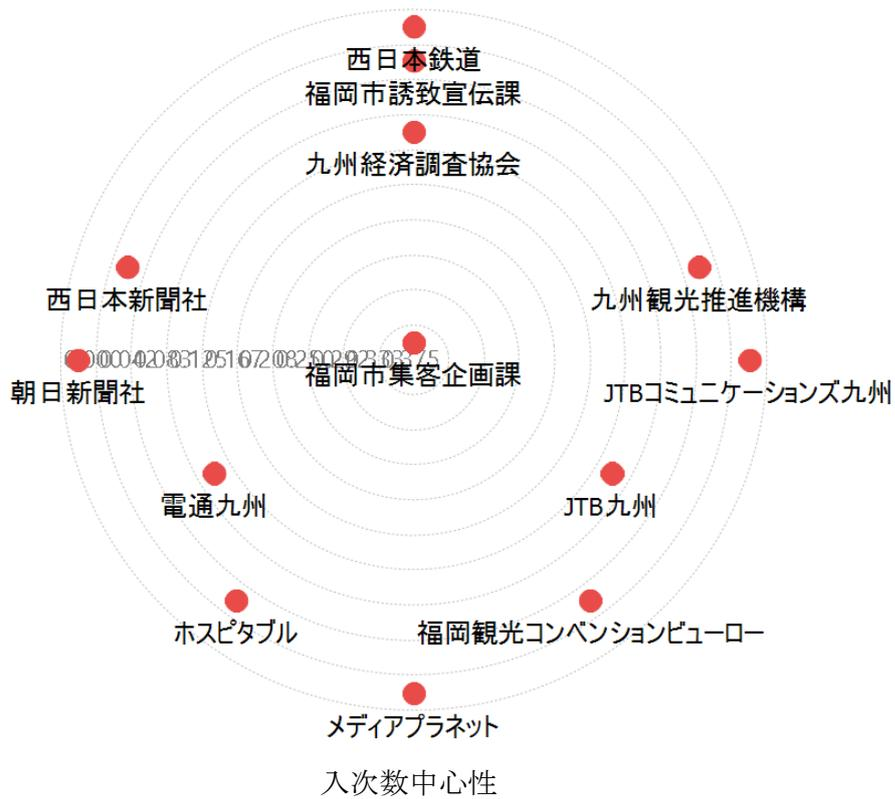 西日本鉄道
福岡市誘致宣伝課
九州経済調査協会
西日本新聞社
九州観光推進機構
福岡市集客企画課
朝日新聞社
JTBコミュニケーションズ九州
電通九州
JTB九州
ホスピタブル
福岡観光コンベンションビューロー
メディアプラネット
入次数中心性